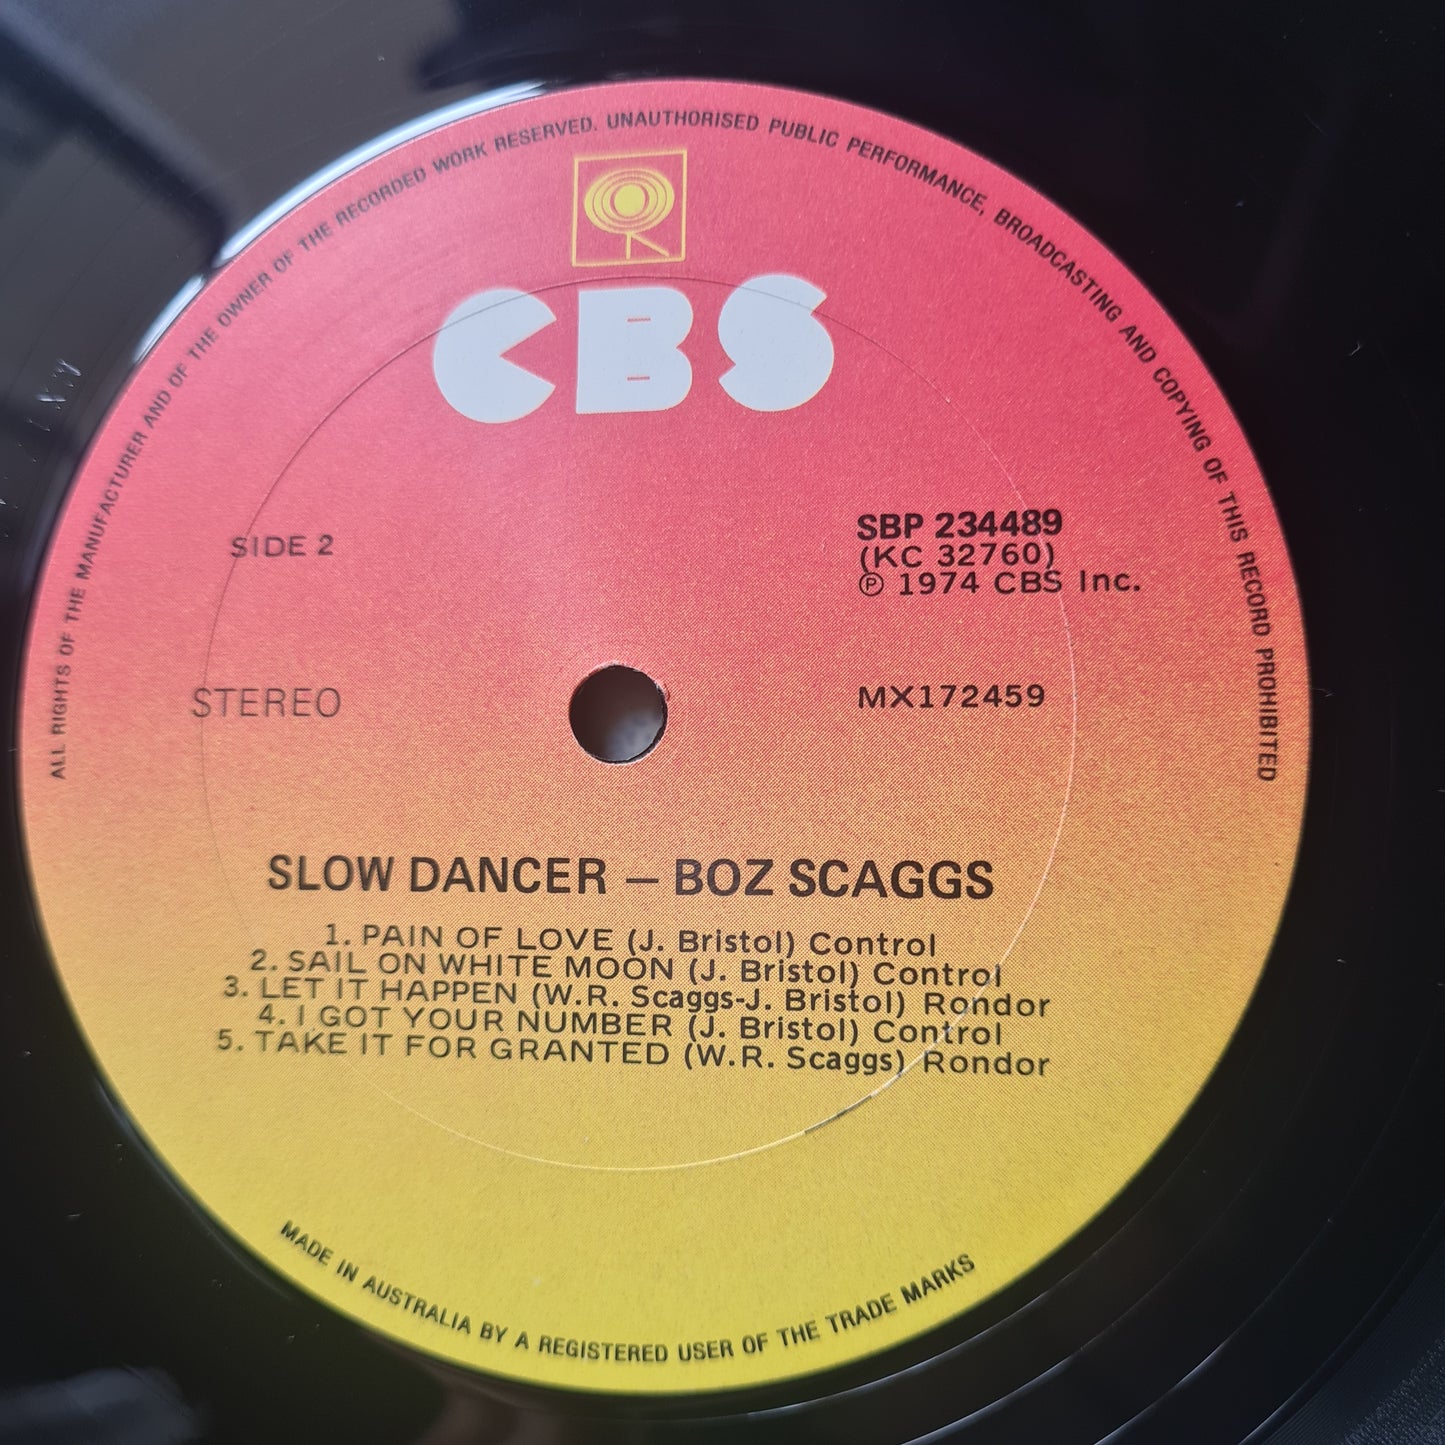 ALL RIGHTS OF THE MANUFACTURER AND OF THE OWNER OF THE RECORDED WORK RESERVED. UNAUTHORISED PUBLIC PERFORMANCE, BROADCASTING AND COPYING OF THIS RECORD PROHIBITED
CBS
SIDE 2
SBP 234489
(KC 32760)
℗ 1974 CBS Inc.
STEREO
MX172459
SLOW DANCER — BOZ SCAGGS
1. PAIN OF LOVE (J. Bristol) Control
2. SAIL ON WHITE MOON (J. Bristol) Control
3. LET IT HAPPEN (W.R. Scaggs-J. Bristol) Rondor
4. I GOT YOUR NUMBER (J. Bristol) Control
5. TAKE IT FOR GRANTED (W.R. Scaggs) Rondor
MADE IN AUSTRALIA BY A REGISTERED USER OF THE TRADE MARKS